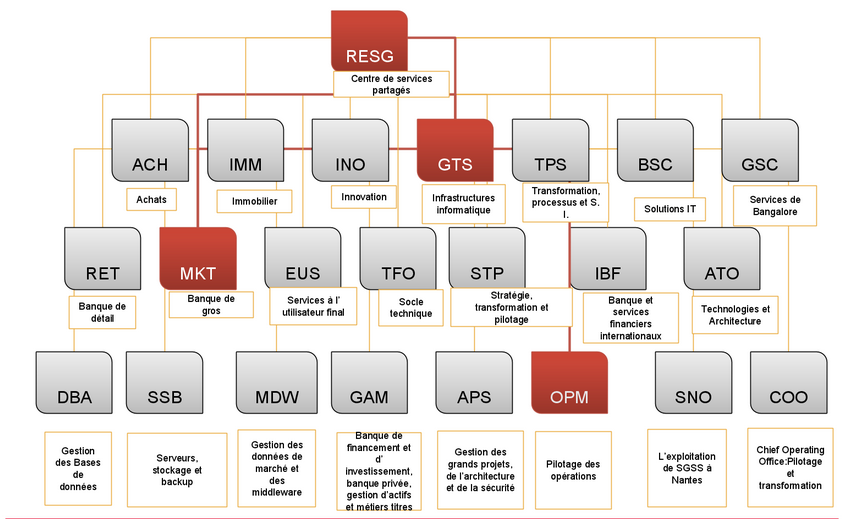 RESG
Centre de services
partagés
ACH
IMM
INO
GTS
TPS
BSC
GSC
Achats
Immobilier
Innovation
Infrastructures
informatique
Transformation,
processus et S.
I.
Solutions IT
Services de
Bangalore
RET
MKT
EUS
TFO
STP
IBF
ATO
Banque de
détail
Banque de
gros
Services à l'
utilisateur final
Socle
technique
Stratégie,
transformation et
pilotage
Banque et
services
financiers
internationaux
Technologies et
Architecture
DBA
SSB
MDW
GAM
APS
OPM
SNO
COO
Gestion
des Bases
de
données
Serveurs,
stockage et
backup
Gestion des
données de
marché et
des
middleware
Banque de
financement et
d'
investissement,
banque privée,
gestion d'actifs
et métiers titres
Gestion des
grands projets,
de l'architecture
et de la sécurité
Pilotage des
opérations
L'exploitation
de SGSS à
Nantes
Chief Operating
Office:Pilotage
et
transformation